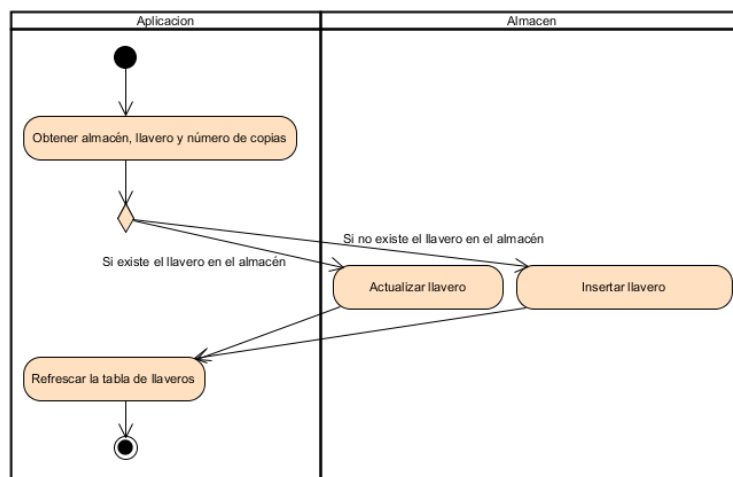 Aplicacion
Almacen
Obtener almacén, llavero y número de copias
Si no existe el llavero en el almacén
Si existe el llavero en el almacén
Actualizar llavero
Insertar llavero
Refrescar la tabla de llaveros